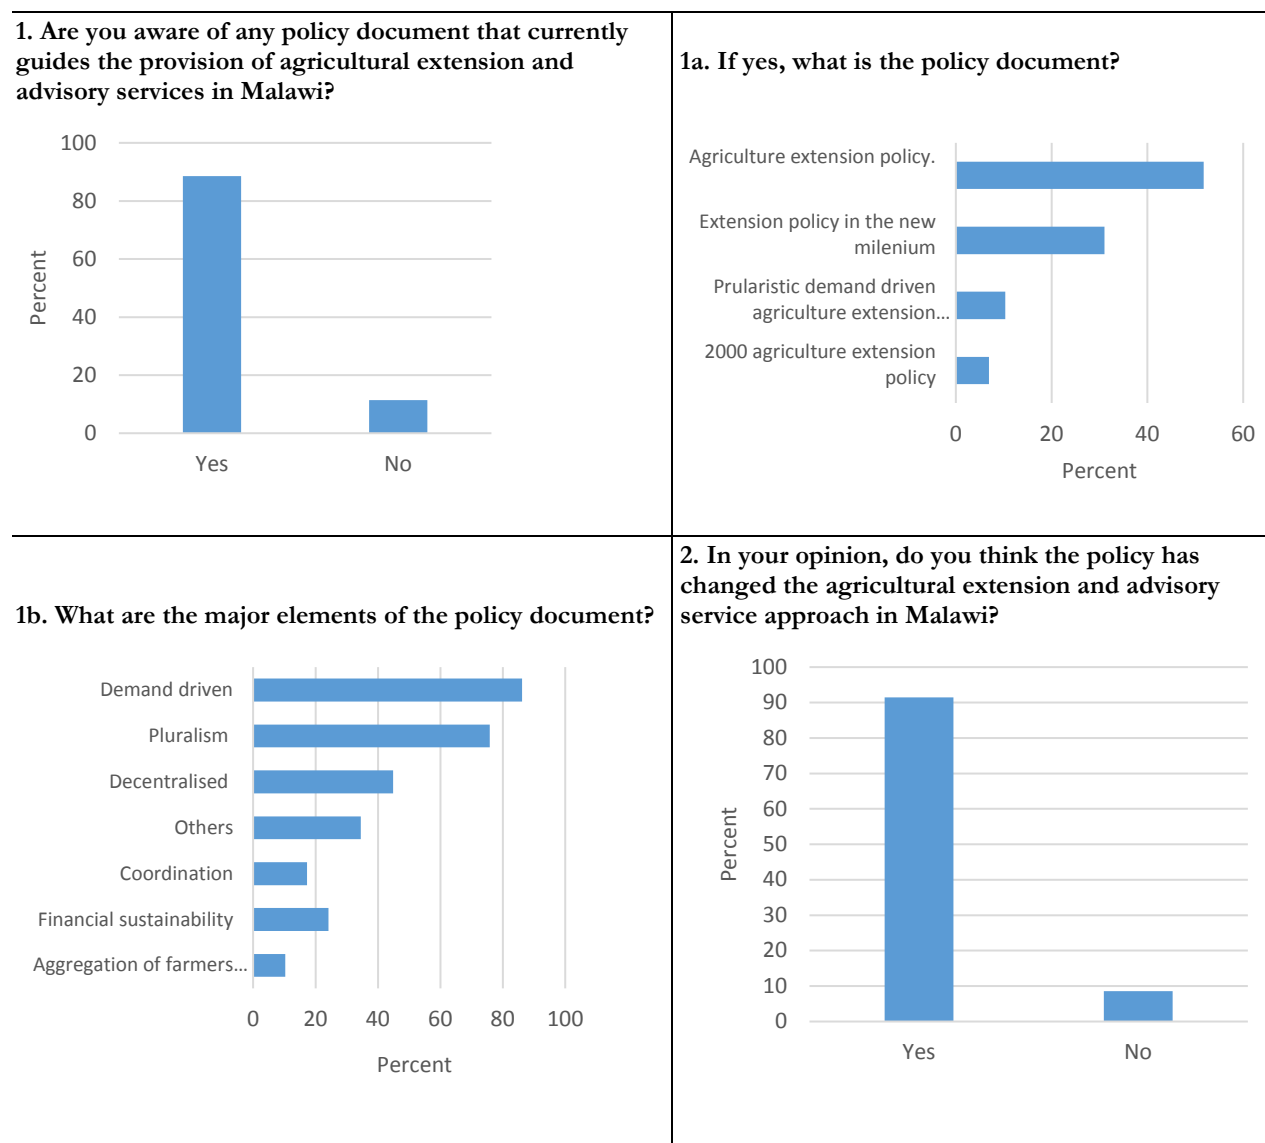 1. Are you aware of any policy document that currently
guides the provision of agricultural extension and
advisory services in Malawi?
100
80
60
40
20
0
Percent
Yes
No
1a. If yes, what is the policy document?
Agriculture extension policy.
Extension policy in the new
milenium
Prularistic demand driven
agriculture extension...
2000 agriculture extension
policy
0
20
40
60
Percent
1b. What are the major elements of the policy document?
Demand driven
Pluralism
Decentralised
Others
Coordination
Financial sustainability
Aggregation of farmers...
0
20
40
60
80
100
Percent
2. In your opinion, do you think the policy has
changed the agricultural extension and advisory
service approach in Malawi?
100
90
80
70
60
50
40
30
20
10
0
Percent
Yes
No